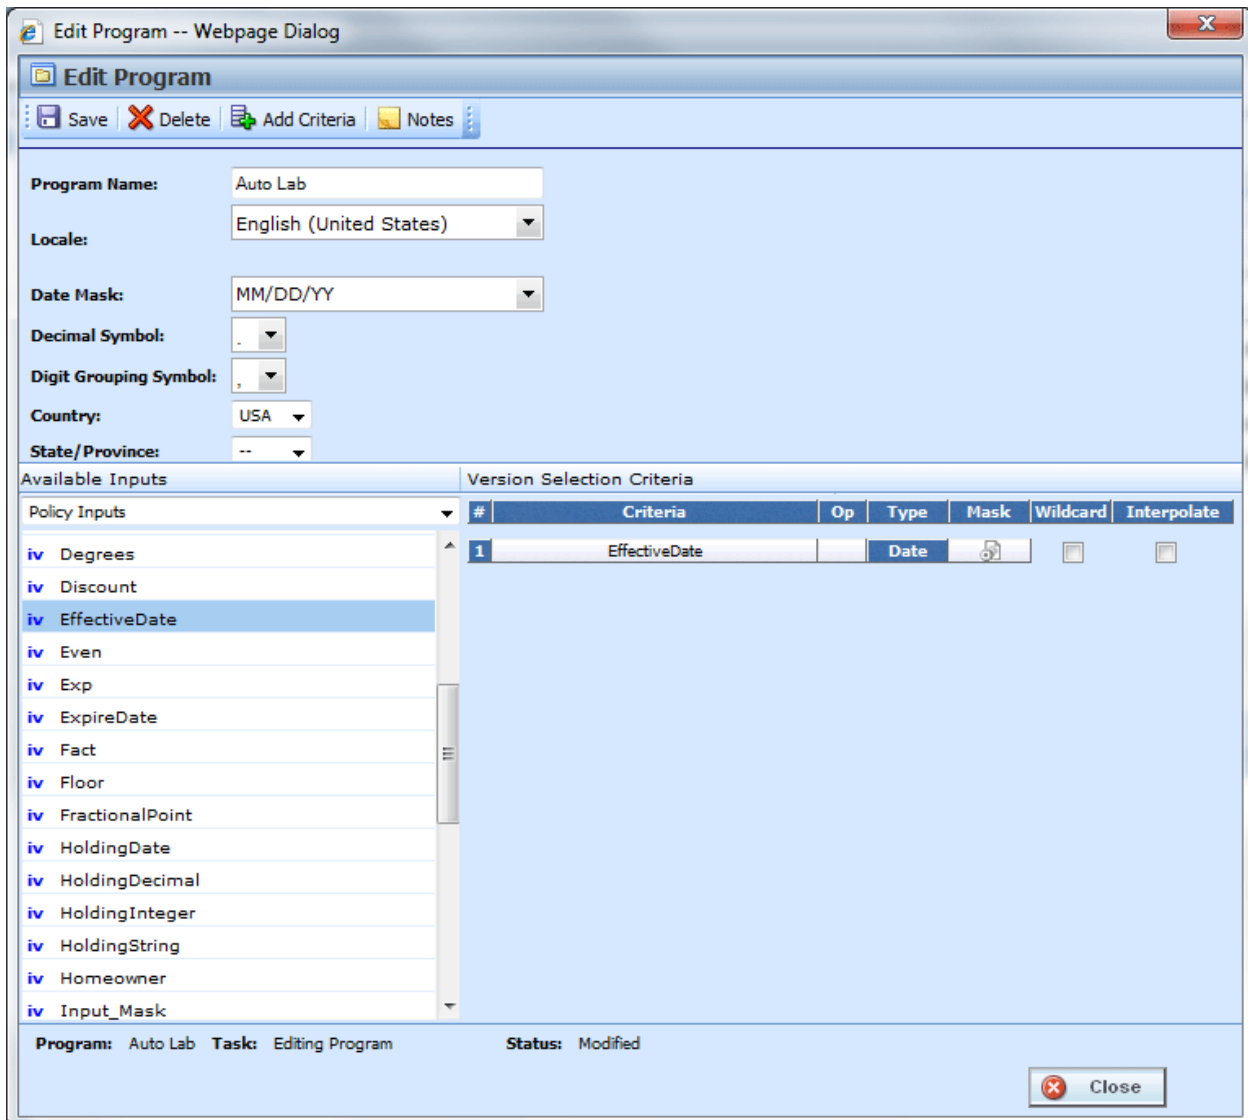 Edit Program -- Webpage Dialog
X
Edit Program
Save Delete Add Criteria Notes
Program Name: Auto Lab
Locale: English (United States)
Date Mask: MM/DD/YY
Decimal Symbol: .
Digit Grouping Symbol: ,
Country: USA
State/Province: --
Available Inputs Version Selection Criteria
Policy Inputs # Criteria Op Type Mask Wildcard Interpolate
iv Degrees 1 EffectiveDate Date
iv Discount
iv EffectiveDate
iv Even
iv Exp
iv ExpireDate
iv Fact
iv Floor
iv FractionalPoint
iv HoldingDate
iv HoldingDecimal
iv HoldingInteger
iv HoldingString
iv Homeowner
iv Input_Mask
Program: Auto Lab Task: Editing Program Status: Modified
Close